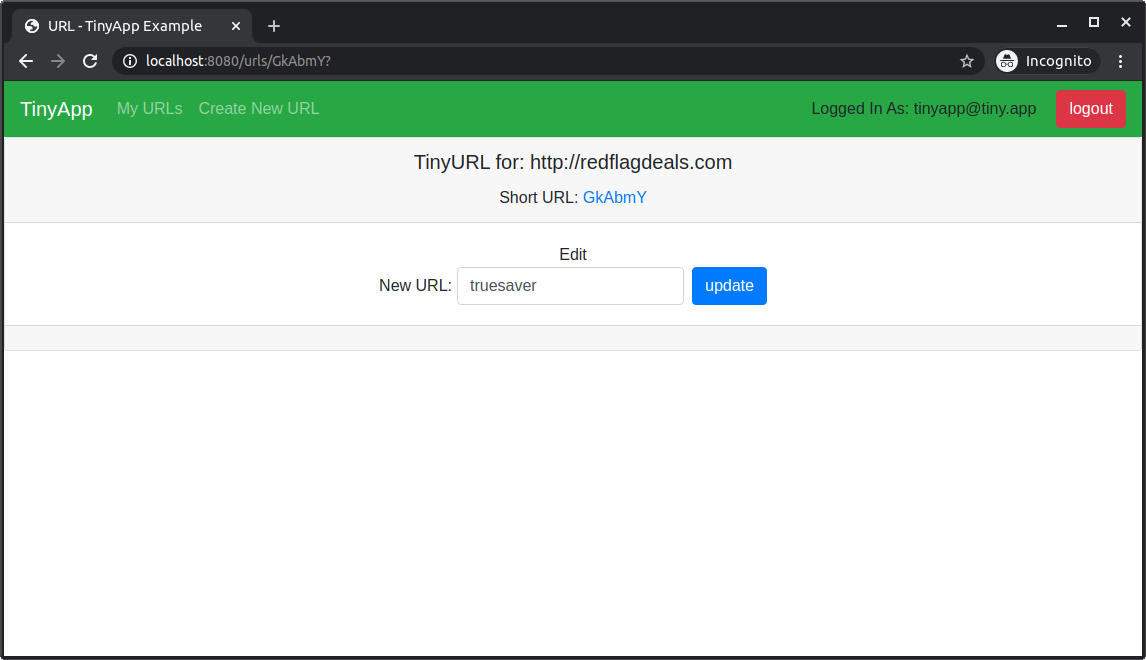 URL - TinyApp Example
localhost:8080/urls/GkAbmY?
Incognito
TinyApp My URLs Create New URL Logged In As: tinyapp@tiny.app logout
TinyURL for: http://redflagdeals.com
Short URL: GkAbmY
Edit
New URL: truesaver update